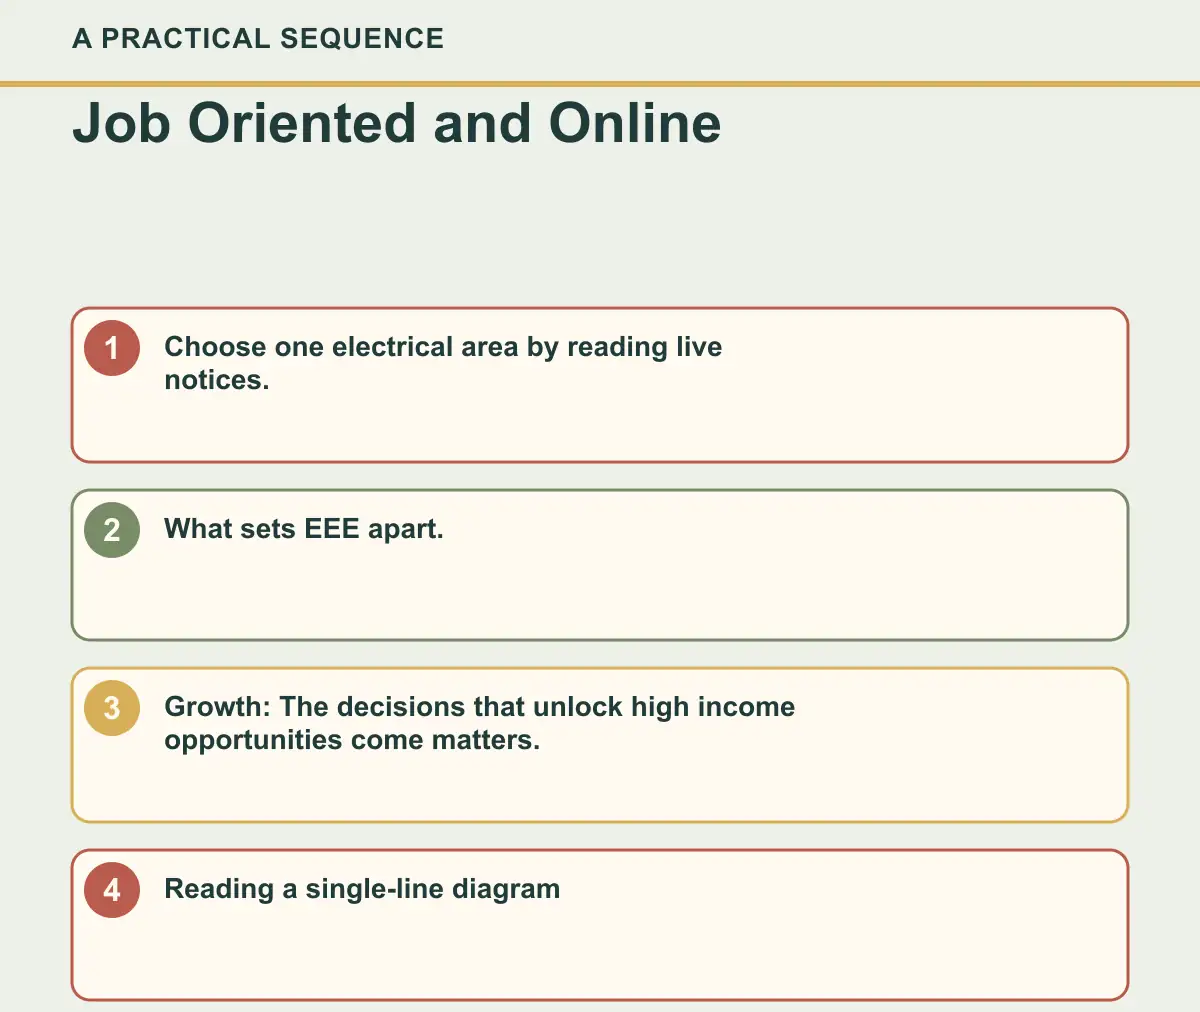 A PRACTICAL SEQUENCE
Job Oriented and Online
1
Choose one electrical area by reading live
notices.
2
What sets EEE apart.
3
Growth: The decisions that unlock high income
opportunities come matters.
4
Reading a single-line diagram